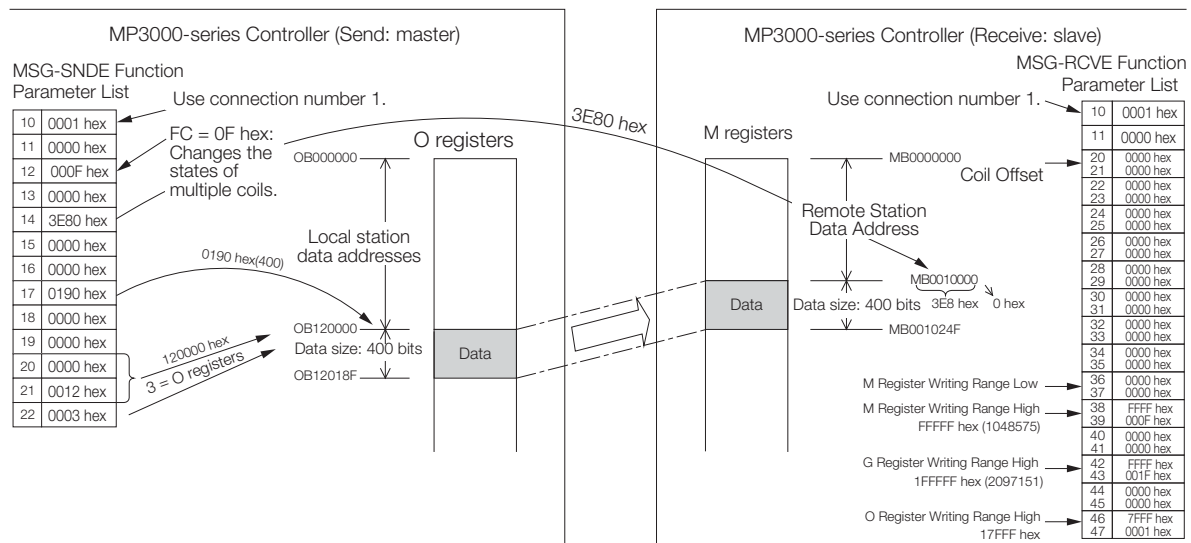 MP3000-series Controller (Send: master)
MSG-SNDE Function
Parameter List
10 0001 hex
11 0000 hex
12 000F hex
13 0000 hex
14 3E80 hex
15 0000 hex
16 0000 hex
17 0190 hex
18 0000 hex
19 0000 hex
20 0000 hex
21 0012 hex
22 0003 hex
Use connection number 1.
FC = 0F hex:
Changes the
states of
multiple coils.
0190 hex(400)
120000 hex
3 = O registers
O registers
OB000000
Local station
data addresses
OB120000
Data size: 400 bits
OB12018F
Data
3E80 hex
MP3000-series Controller (Receive: slave)
MSG-RCVE Function
Parameter List
Use connection number 1.
M registers
MB0000000
Coil Offset
Remote Station
Data Address
MB0010000
3E8 hex 0 hex
Data
Data size: 400 bits
MB001024F
M Register Writing Range Low
M Register Writing Range High
FFFFF hex (1048575)
G Register Writing Range High
1FFFFF hex (2097151)
O Register Writing Range High
17FFF hex
10 0001 hex
11 0000 hex
20 0000 hex
21 0000 hex
22 0000 hex
23 0000 hex
24 0000 hex
25 0000 hex
26 0000 hex
27 0000 hex
28 0000 hex
29 0000 hex
30 0000 hex
31 0000 hex
32 0000 hex
33 0000 hex
34 0000 hex
35 0000 hex
36 0000 hex
37 0000 hex
38 FFFF hex
39 000F hex
40 0000 hex
41 0000 hex
42 FFFF hex
43 001F hex
44 0000 hex
45 0000 hex
46 7FFF hex
47 0001 hex